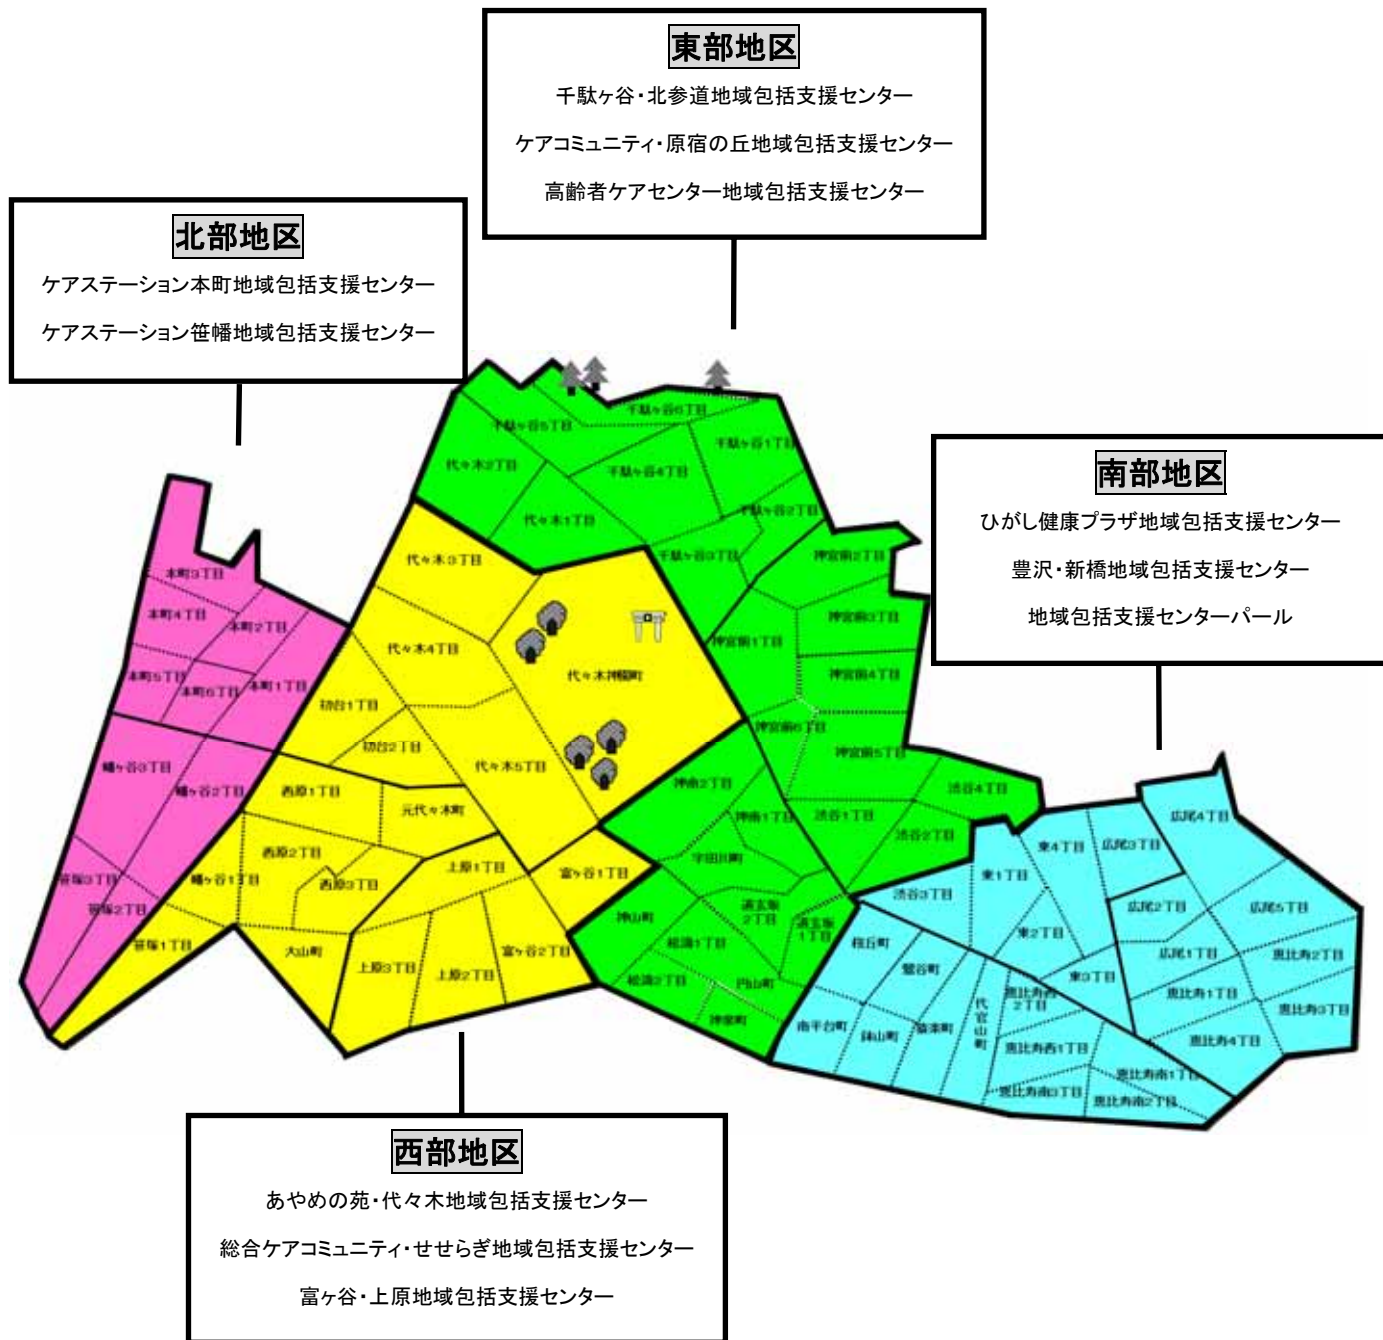 東部地区
千駄ヶ谷・北参道地域包括支援センター
ケアコミュニティ・原宿の丘地域包括支援センター
高齢者ケアセンター地域包括支援センター
北部地区
ケアステーション本町地域包括支援センター
ケアステーション笹幡地域包括支援センター
南部地区
ひがし健康プラザ地域包括支援センター
豊沢・新橋地域包括支援センター
地域包括支援センターパール
千駄ヶ谷6丁目
千駄ヶ谷5丁目
千駄ヶ谷1丁目
代々木2丁目
千駄ヶ谷4丁目
代々木1丁目
千駄ヶ谷2丁目
千駄ヶ谷3丁目
神宮前2丁目
代々木3丁目
本町3丁目
本町4丁目
本町2丁目
神宮前3丁目
神宮前1丁目
代々木4丁目
代々木神園町
本町5丁目
本町6丁目
本町1丁目
神宮前4丁目
初台1丁目
神宮前6丁目
初台2丁目
神宮前5丁目
幡ヶ谷3丁目
代々木5丁目
幡ヶ谷2丁目
西原1丁目
神南2丁目
渋谷4丁目
元代々木町
神南1丁目
渋谷1丁目
広尾4丁目
渋谷2丁目
西原2丁目
宇田川町
東4丁目
広尾3丁目
笹塚3丁目
幡ヶ谷1丁目
西原3丁目
上原1丁目
富ヶ谷1丁目
東1丁目
渋谷3丁目
笹塚2丁目
神山町
道玄坂
2丁目
道玄坂
1丁目
広尾2丁目
広尾5丁目
笹塚1丁目
大山町
富ヶ谷2丁目
松濤1丁目
桜丘町
東2丁目
上原3丁目
上原2丁目
鶯谷町
広尾1丁目
恵比寿2丁目
松濤2丁目
円山町
東3丁目
恵比寿西
2丁目
恵比寿1丁目
恵比寿3丁目
神泉町
南平台町
鉢山町
猿楽町
代官山町
恵比寿西1丁目
恵比寿4丁目
恵比寿南1丁目
恵比寿南3丁目
恵比寿南2丁目
西部地区
あやめの苑・代々木地域包括支援センター
総合ケアコミュニティ・せせらぎ地域包括支援センター
富ヶ谷・上原地域包括支援センター